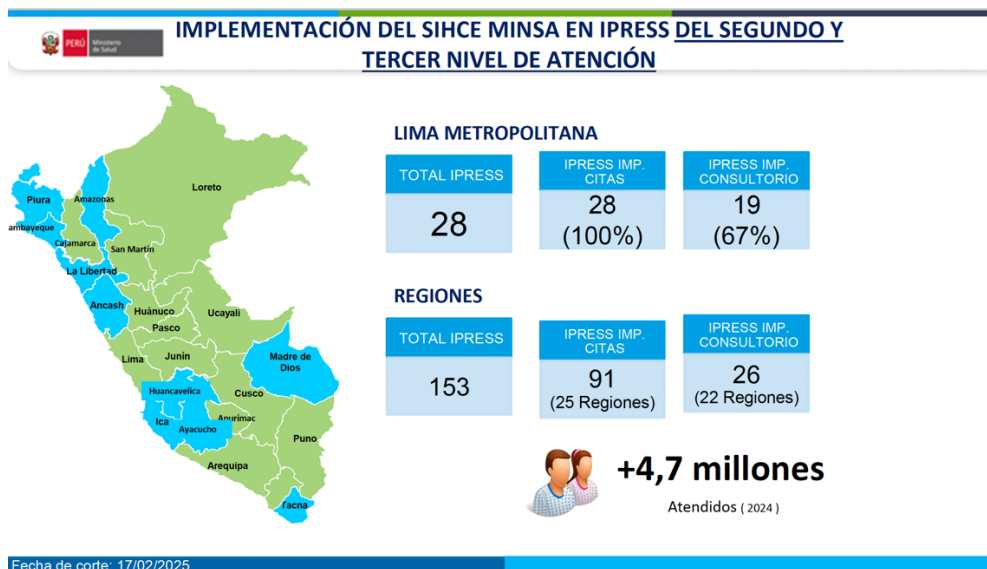 IMPLEMENTACIÓN DEL SIHCE MINSA EN IPRESS DEL SEGUNDO Y
TERCER NIVEL DE ATENCIÓN
PERÚ
Ministerio
de Salud
LIMA METROPOLITANA
TOTAL IPRESS
28
IPRESS IMP.
CITAS
28
(100%)
IPRESS IMP.
CONSULTORIO
19
(67%)
REGIONES
TOTAL IPRESS
153
IPRESS IMP.
CITAS
91
(25 Regiones)
IPRESS IMP.
CONSULTORIO
26
(22 Regiones)
+4,7 millones
Atendidos ( 2024 )
Loreto
Piura
Amazonas
ambayeque
Cajamarca
San Martín
La Libertad
Ancash
Huánuco
Ucayali
Pasco
Lima
Junín
Madre de
Dios
Huancavelica
Cusco
Ica
Apurímac
Ayacucho
Puno
Arequipa
Tacna
Fecha de corte: 17/02/2025